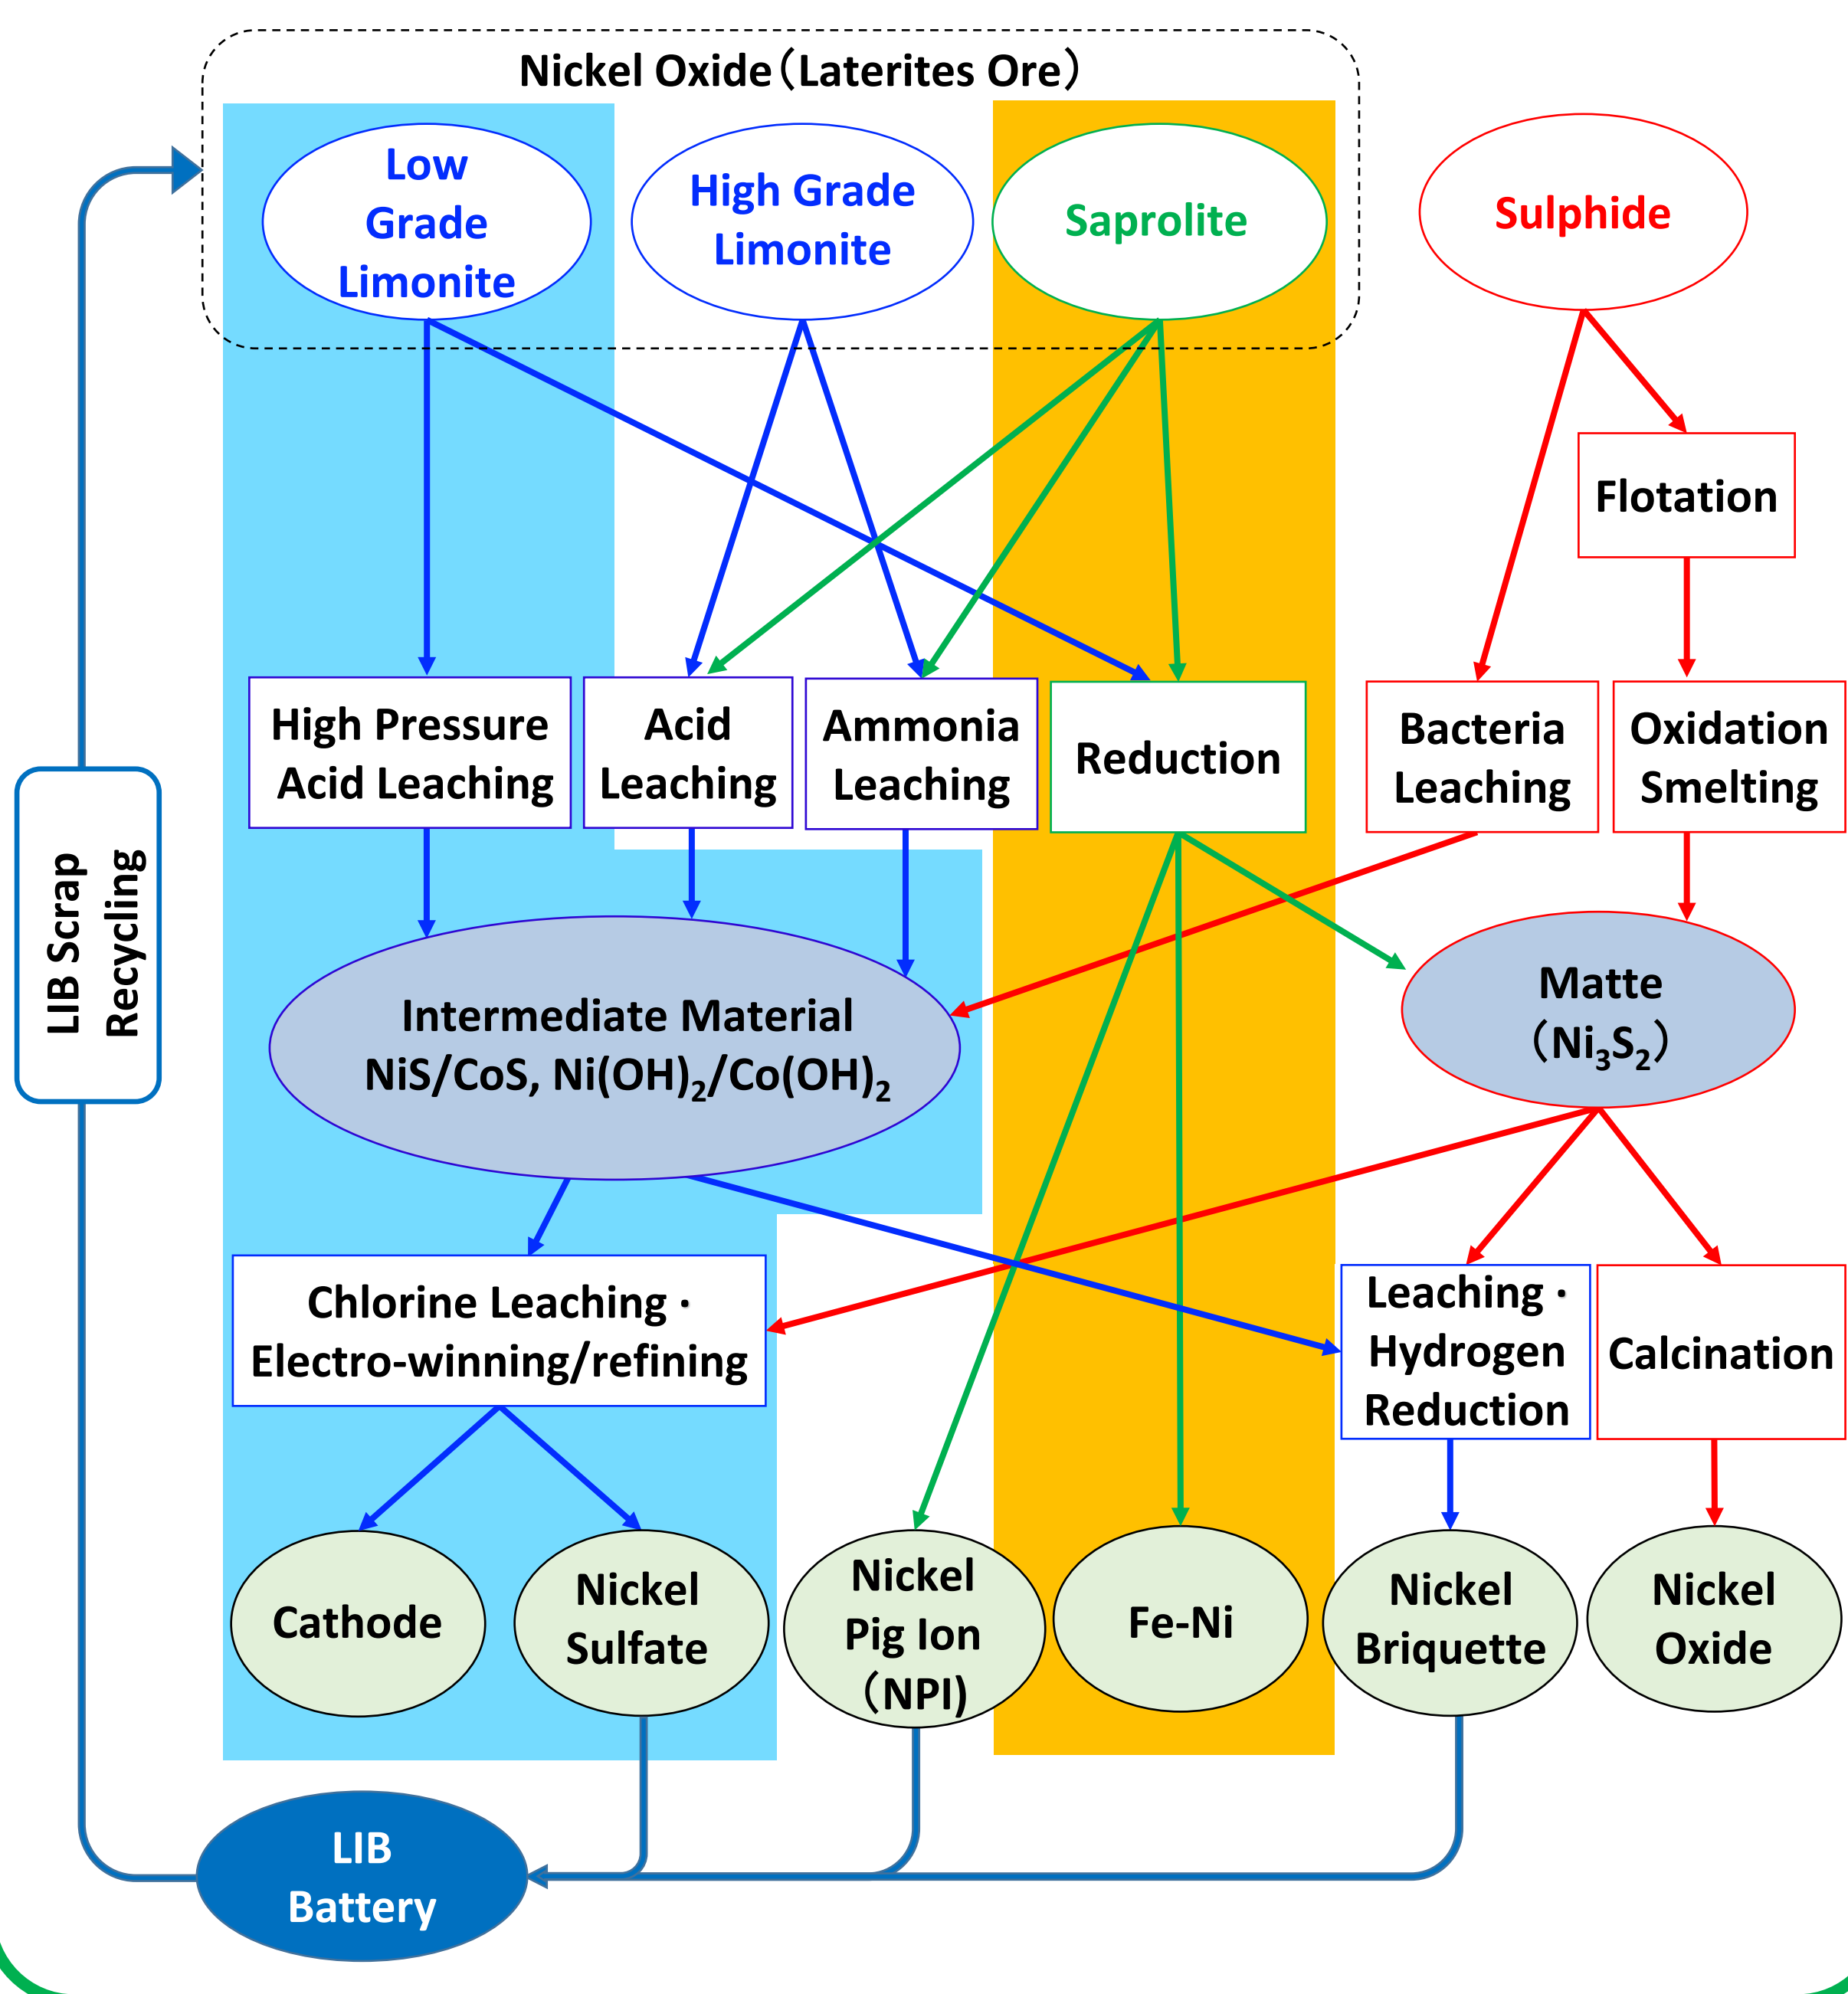 Nickel Oxide（Laterites Ore）
Low
Grade
Limonite
High Grade
Limonite
Saprolite
Sulphide
Flotation
High Pressure
Acid Leaching
Acid
Leaching
Ammonia
Leaching
Reduction
Bacteria
Leaching
Oxidation
Smelting
LIB Scrap
Recycling
Intermediate Material
NiS/CoS, Ni(OH)₂/Co(OH)₂
Matte
（Ni₃S₂）
Chlorine Leaching・
Electro-winning/refining
Leaching・
Hydrogen
Reduction
Calcination
Cathode
Nickel
Sulfate
Nickel
Pig Ion
（NPI)
Fe-Ni
Nickel
Briquette
Nickel
Oxide
LIB
Battery